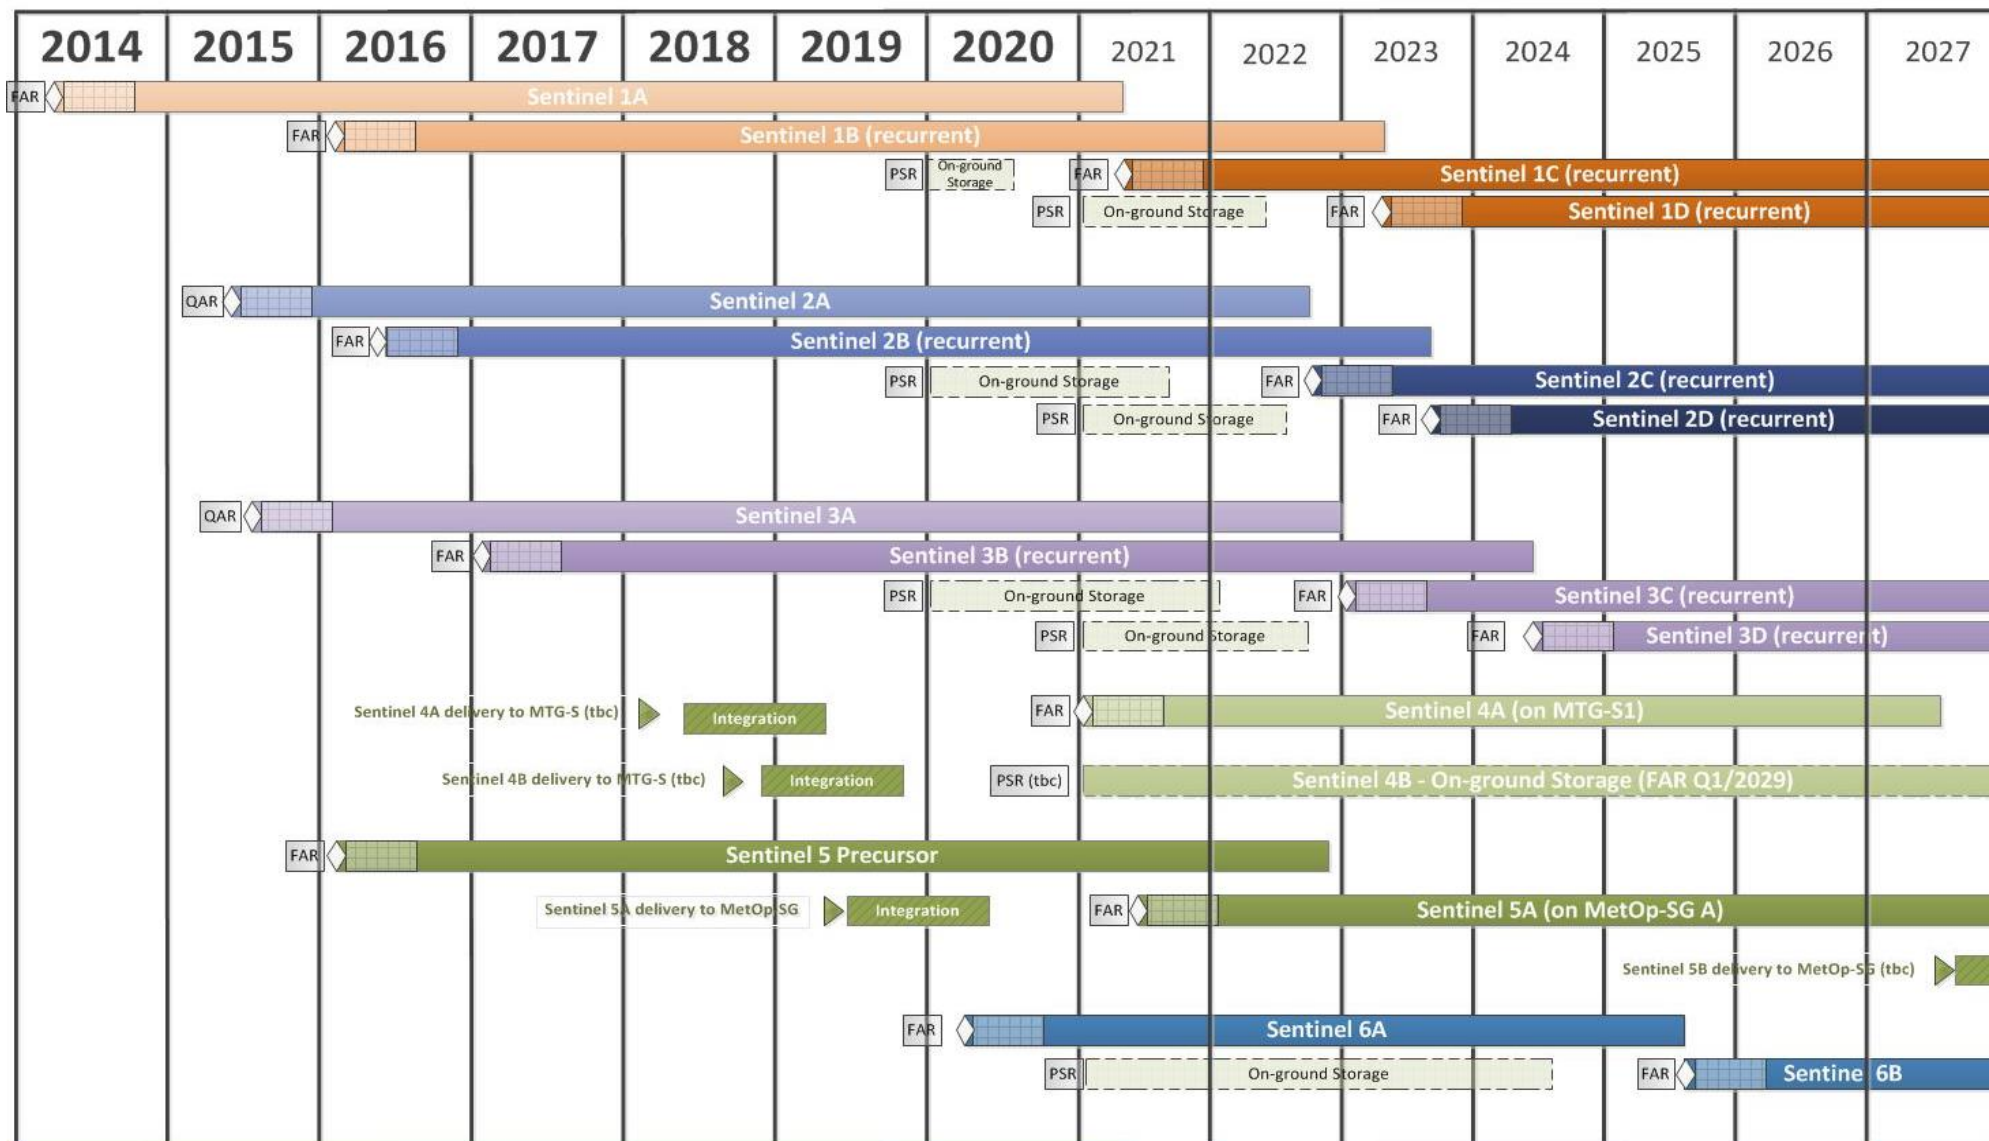 2014 2015 2016 2017 2018 2019 2020 2021 2022 2023 2024 2025 2026 2027
FAR Sentinel 1A
FAR Sentinel 1B (recurrent)
PSR On-ground
Storage
FAR Sentinel 1C (recurrent)
PSR On-ground Storage FAR Sentinel 1D (recurrent)
QAR Sentinel 2A
FAR Sentinel 2B (recurrent)
PSR On-ground Storage FAR Sentinel 2C (recurrent)
PSR On-ground Storage FAR Sentinel 2D (recurrent)
QAR Sentinel 3A
FAR Sentinel 3B (recurrent)
PSR On-ground Storage FAR Sentinel 3C (recurrent)
PSR On-ground Storage FAR Sentinel 3D (recurrent)
Sentinel 4A delivery to MTG-S (tbc) Integration FAR Sentinel 4A (on MTG-S1)
Sentinel 4B delivery to MTG-S (tbc) Integration PSR (tbc) Sentinel 4B - On-ground Storage (FAR Q1/2029)
FAR Sentinel 5 Precursor
Sentinel 5A delivery to MetOp-SG Integration FAR Sentinel 5A (on MetOp-SG A)
Sentinel 5B delivery to MetOp-SG (tbc)
FAR Sentinel 6A
PSR On-ground Storage FAR Sentinel 6B